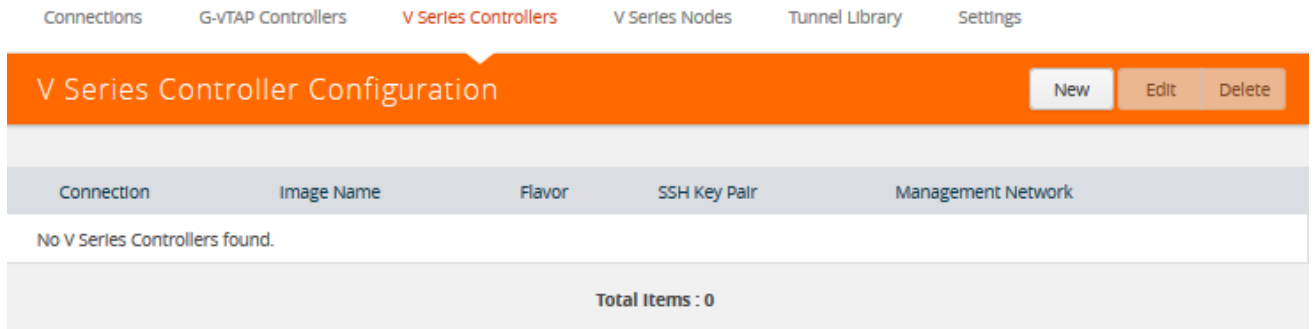 Connections G-vTAP Controllers V Series Controllers V Series Nodes Tunnel Library Settings
V Series Controller Configuration New Edit Delete
Connection Image Name Flavor SSH Key Pair Management Network
No V Series Controllers found.
Total Items : 0